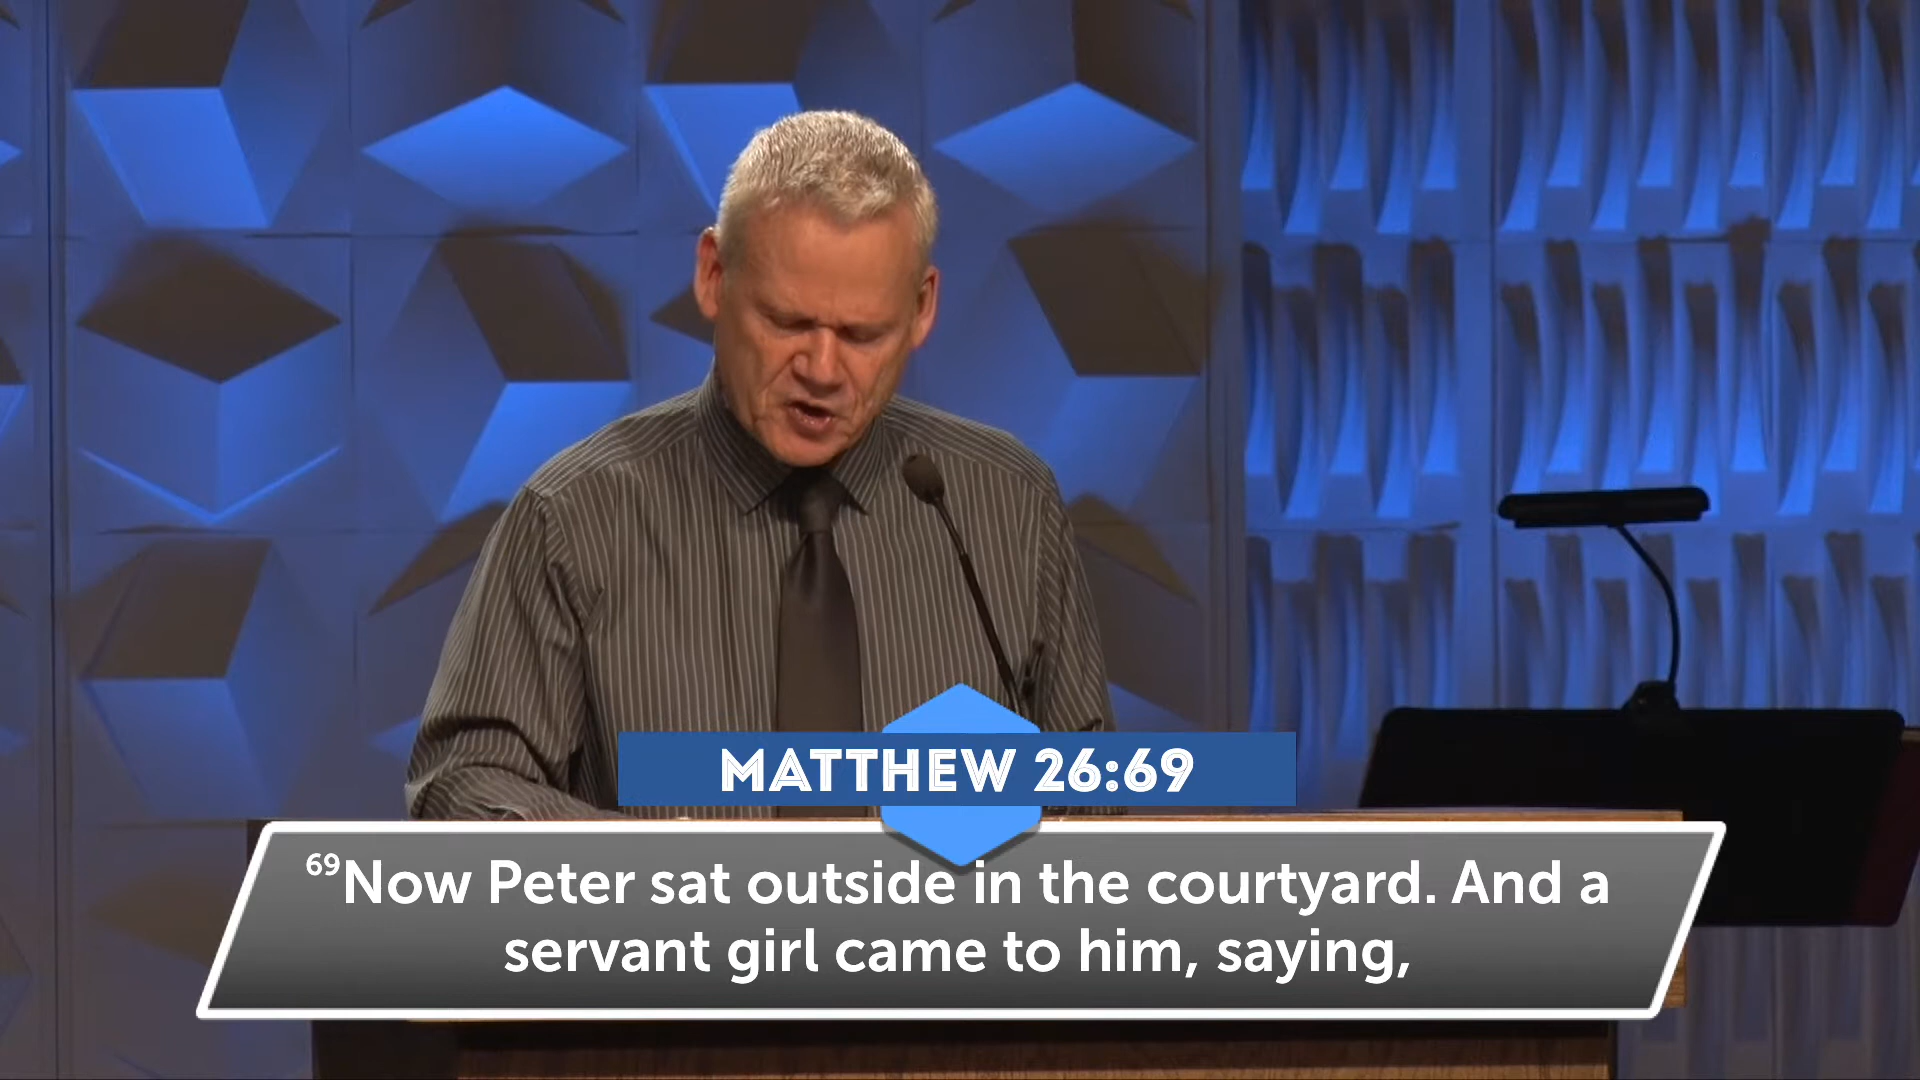 MATTHEW 26:69
69Now Peter sat outside in the courtyard. And a
servant girl came to him, saying,